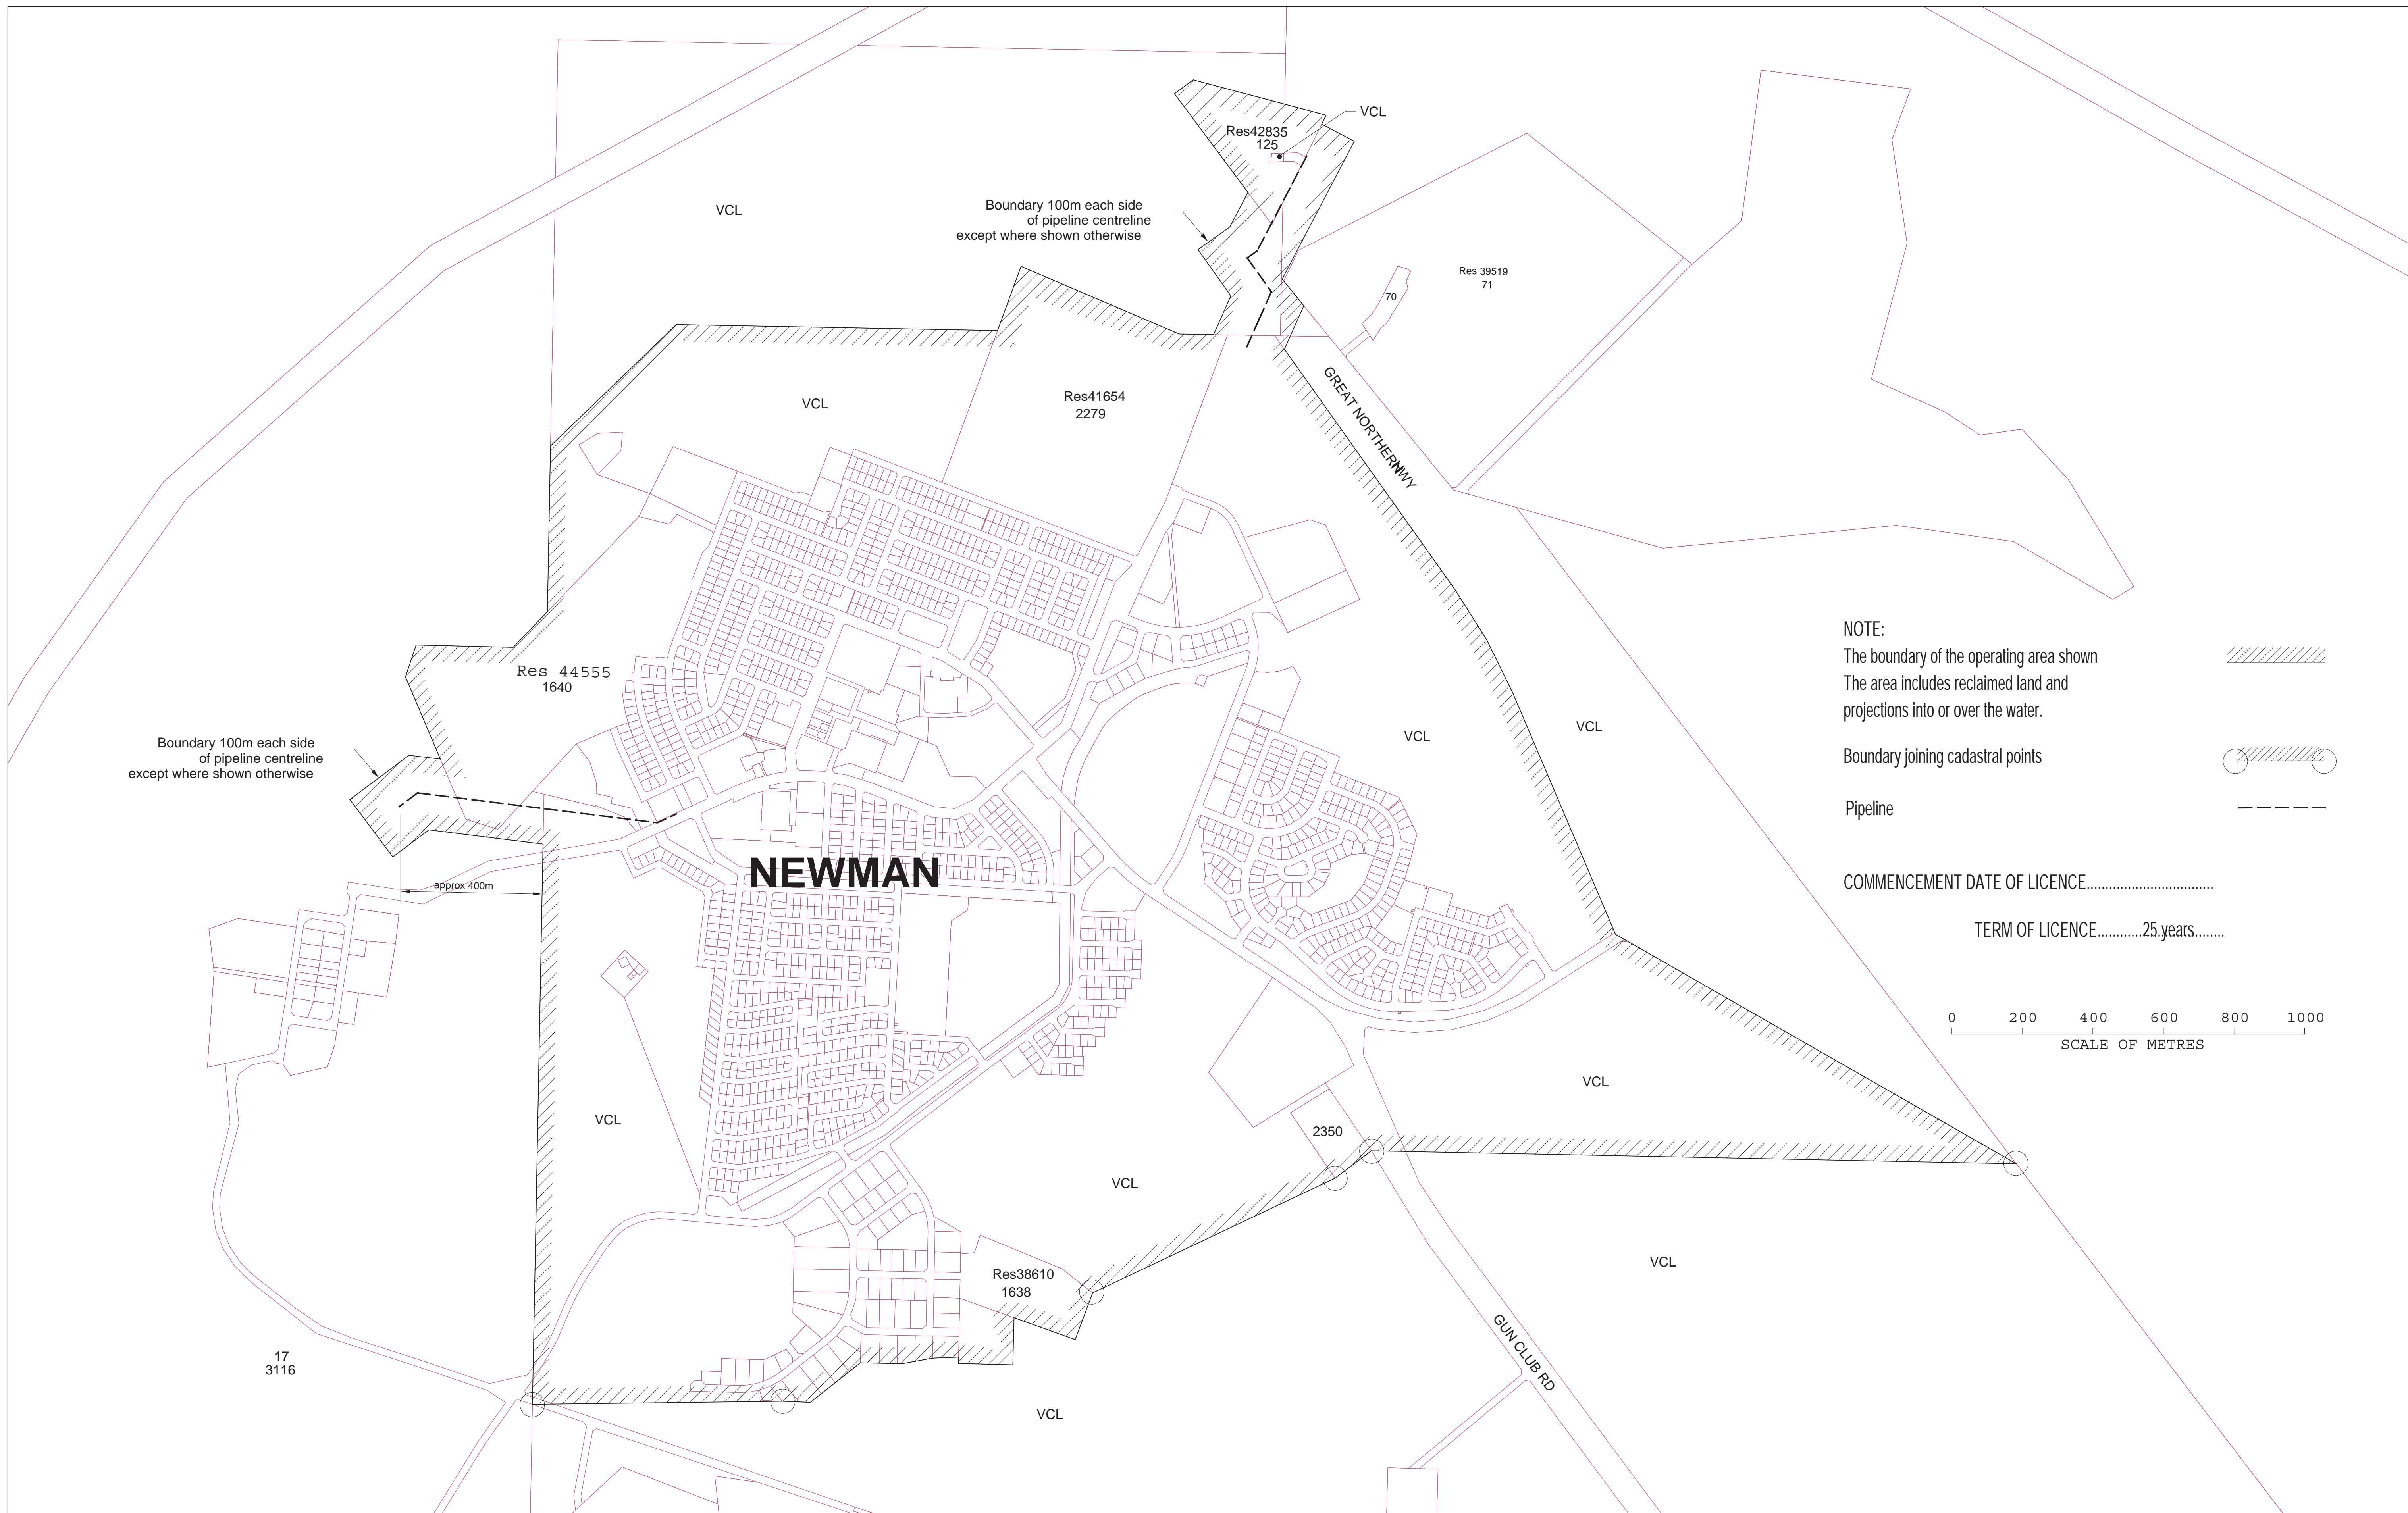 VCL
Res42835
125
VCL
Boundary 100m each side
of pipeline centreline
except where shown otherwise
Res 39519
71
70
GREAT NORTHERN HWY
VCL
Res41654
2279
NOTE:
The boundary of the operating area shown
The area includes reclaimed land and
projections into or over the water.
Boundary joining cadastral points
Pipeline
Res 44555
1640
VCL
VCL
Boundary 100m each side
of pipeline centreline
except where shown otherwise
NEWMAN
approx 400m
COMMENCEMENT DATE OF LICENCE..................................
TERM OF LICENCE............25.years........
0 200 400 600 800 1000
SCALE OF METRES
VCL
VCL
2350
VCL
VCL
Res38610
1638
GUN CLUB RD
17
3116
VCL